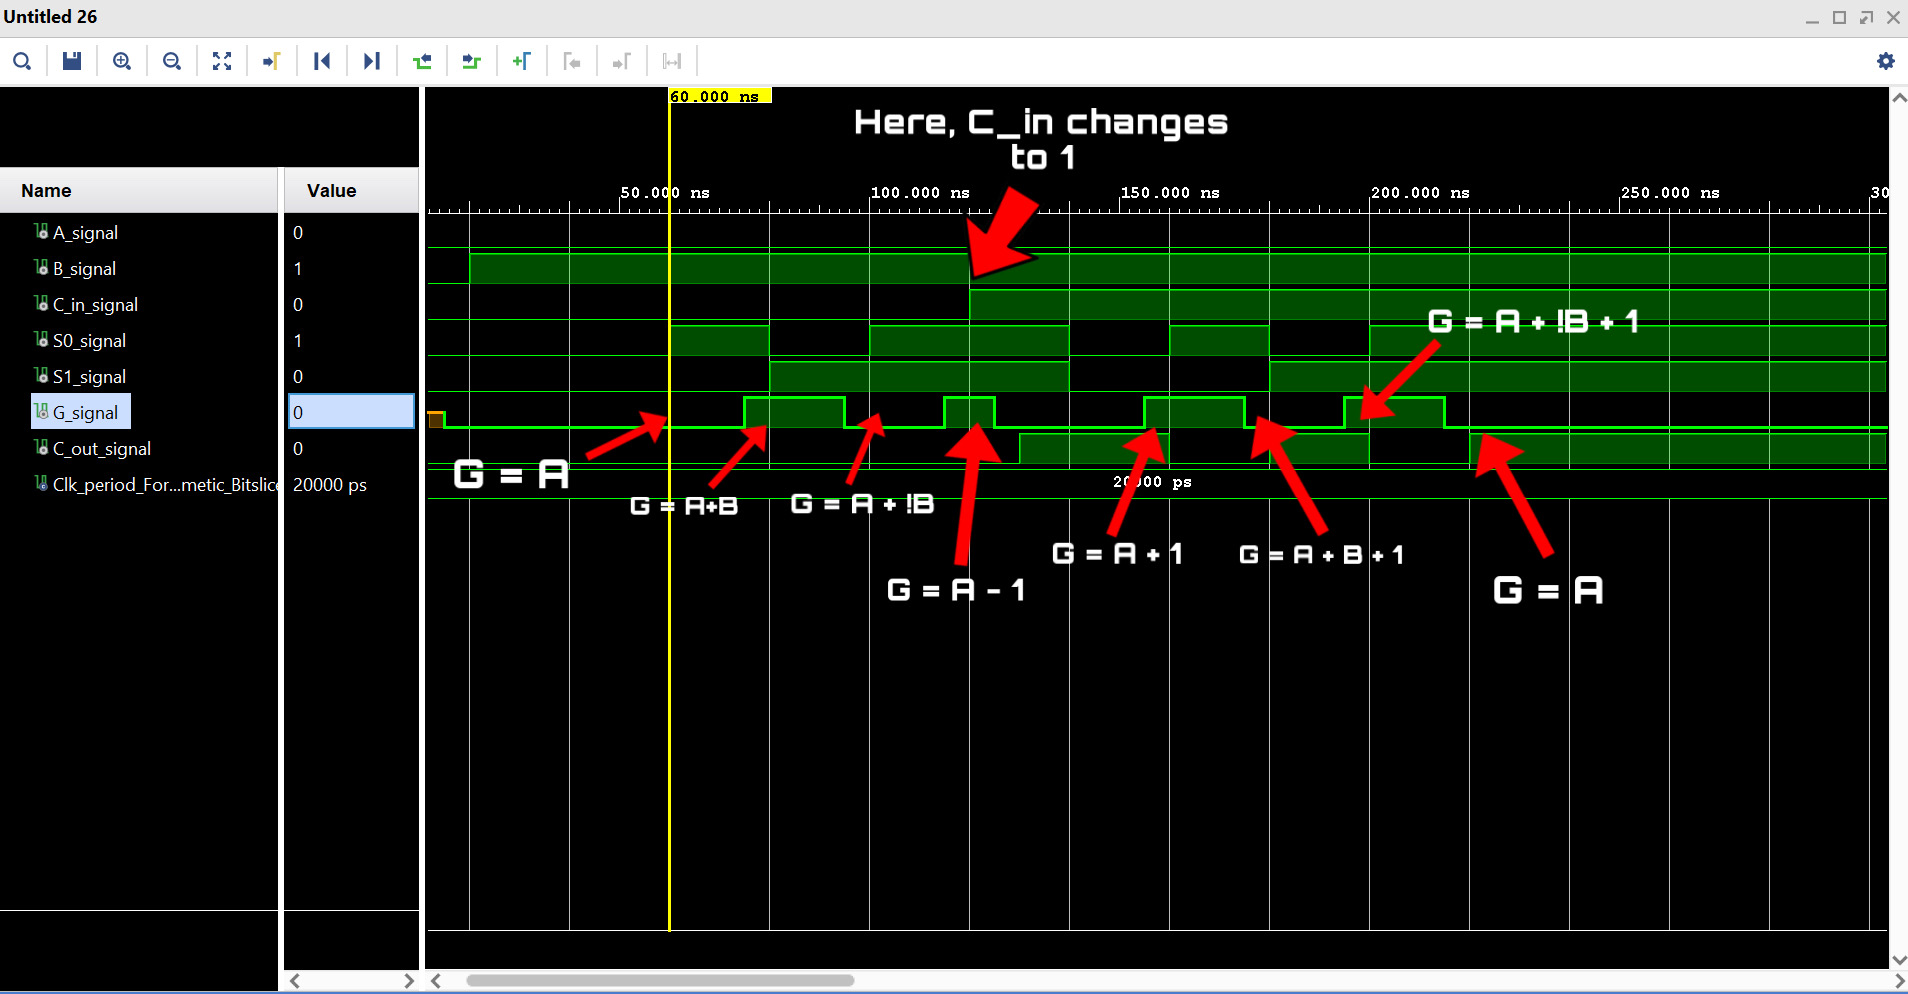 Untitled 26
60.000 ns
Here, C_in changes
to 1
Name
Value
50.000 ns
100.000 ns
150.000 ns
200.000 ns
250.000 ns
30
A_signal
0
B_signal
1
C_in_signal
0
S0_signal
1
G = A + !B + 1
S1_signal
0
G_signal
0
C_out_signal
0
G = A
Clk_period_For...metic_Bitslice
20000 ps
20000 ps
G = A+B
G = A + !B
G = A + 1
G = A + B + 1
G = A - 1
G = A